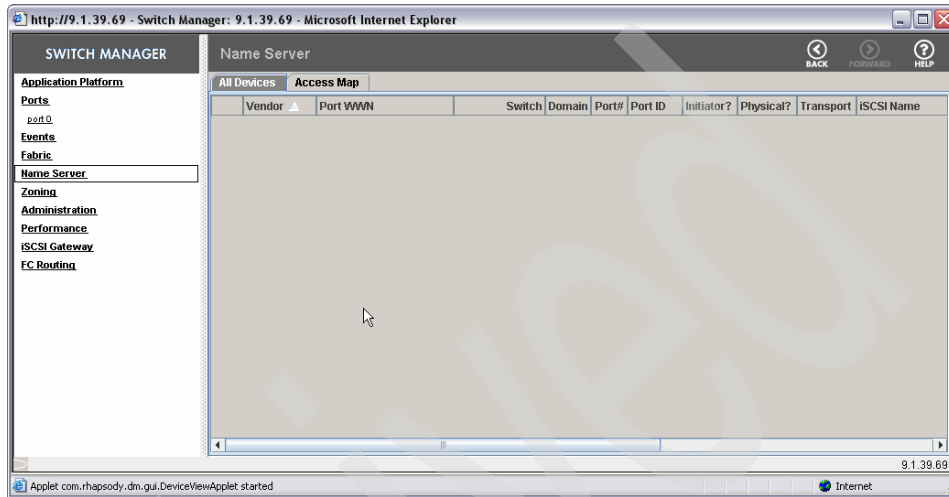 http://9.1.39.69 - Switch Manager: 9.1.39.69 - Microsoft Internet Explorer
SWITCH MANAGER
Name Server
BACK
FORWARD
HELP
Application Platform
Ports
port 0
Events
Fabric
Name Server
Zoning
Administration
Performance
iSCSI Gateway
FC Routing
All Devices Access Map
Vendor Port WWN Switch Domain Port# Port ID Initiator? Physical? Transport iSCSI Name
9.1.39.69
Applet com.rhapsody.dm.gui.DeviceViewApplet started
Internet